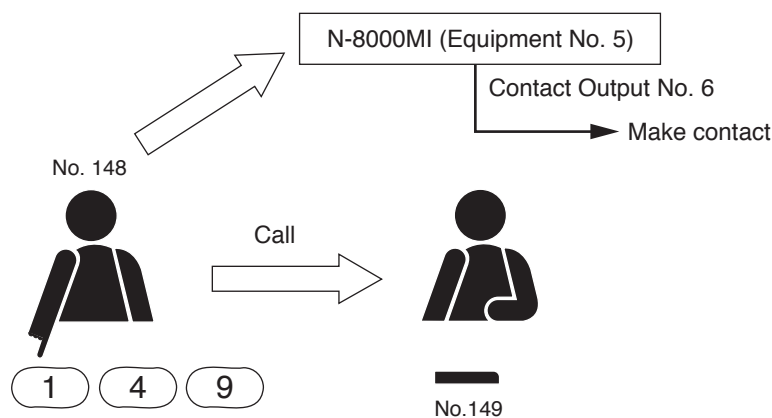 N-8000MI (Equipment No. 5)
Contact Output No. 6
Make contact
No. 148
Call
1 4 9
No.149